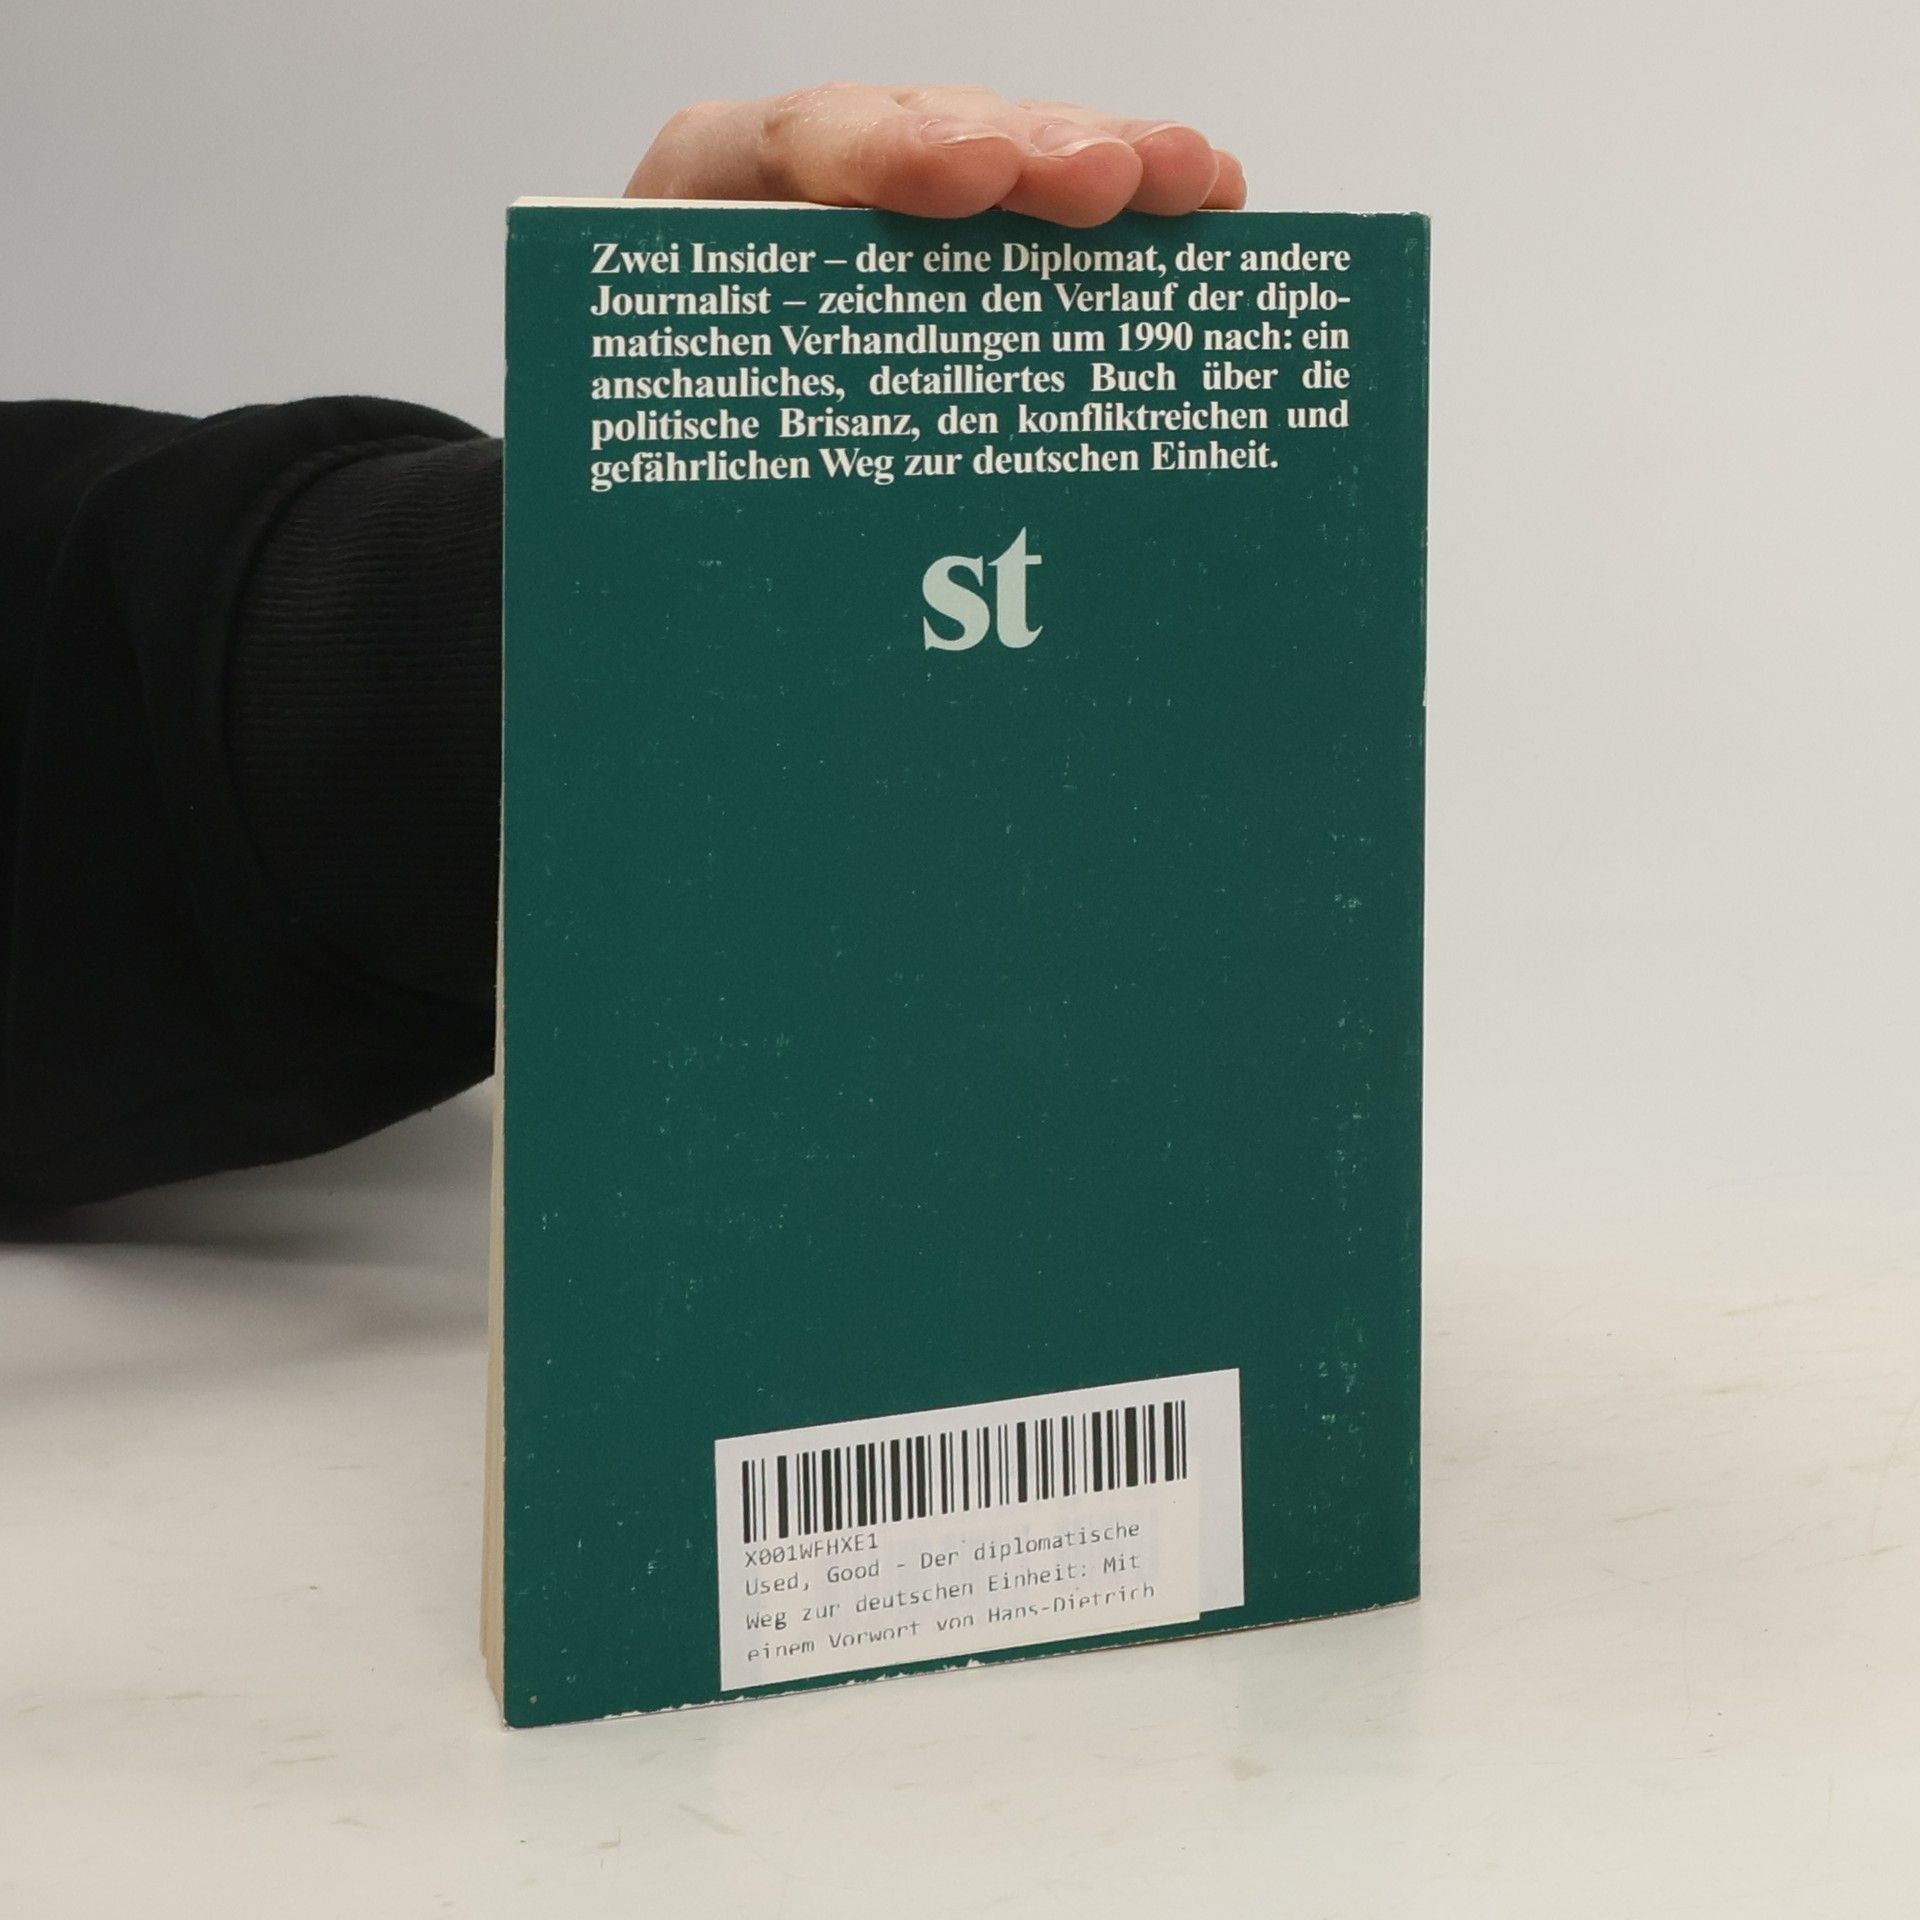 Zwei Insider – der eine Diplomat, der andere
Journalist – zeichnen den Verlauf der diplo-
matischen Verhandlungen um 1990 nach: ein
anschauliches, detailliertes Buch über die
politische Brisanz, den konfliktreichen und
gefährlichen Weg zur deutschen Einheit.
st
X001WFHXE1
Used, Good - Der diplomatische
Weg zur deutschen Einheit: Mit
einem Vorwort von Hans-Dietrich